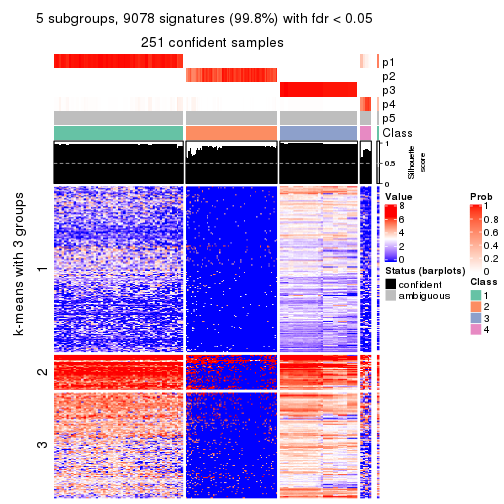 5 subgroups, 9078 signatures (99.8%) with fdr < 0.05
251 confident samples
p1
p2
p3
p4
p5
Class
1
0.5
0
Silhouette
score
k-means with 3 groups
1
2
3
Value
8
6
4
2
0
Status (barplots)
confident
ambiguous
Prob
1
0.8
0.6
0.4
0.2
0
Class
1
2
3
4